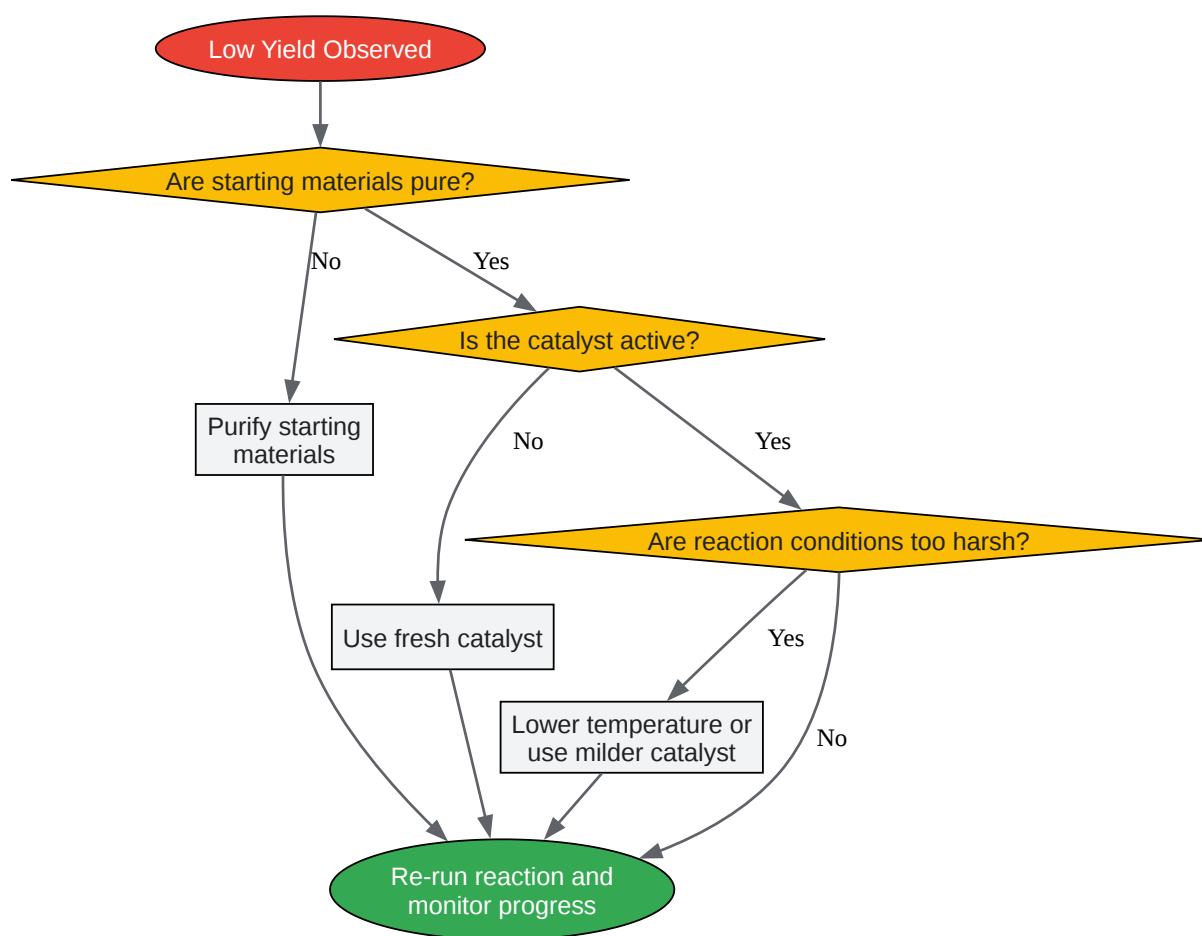 Low Yield Observed
Are starting materials pure?
No
Yes
Is the catalyst active?
Purify starting
materials
No
Yes
Are reaction conditions too harsh?
Use fresh catalyst
Yes
Lower temperature or
use milder catalyst
No
Re-run reaction and
monitor progress